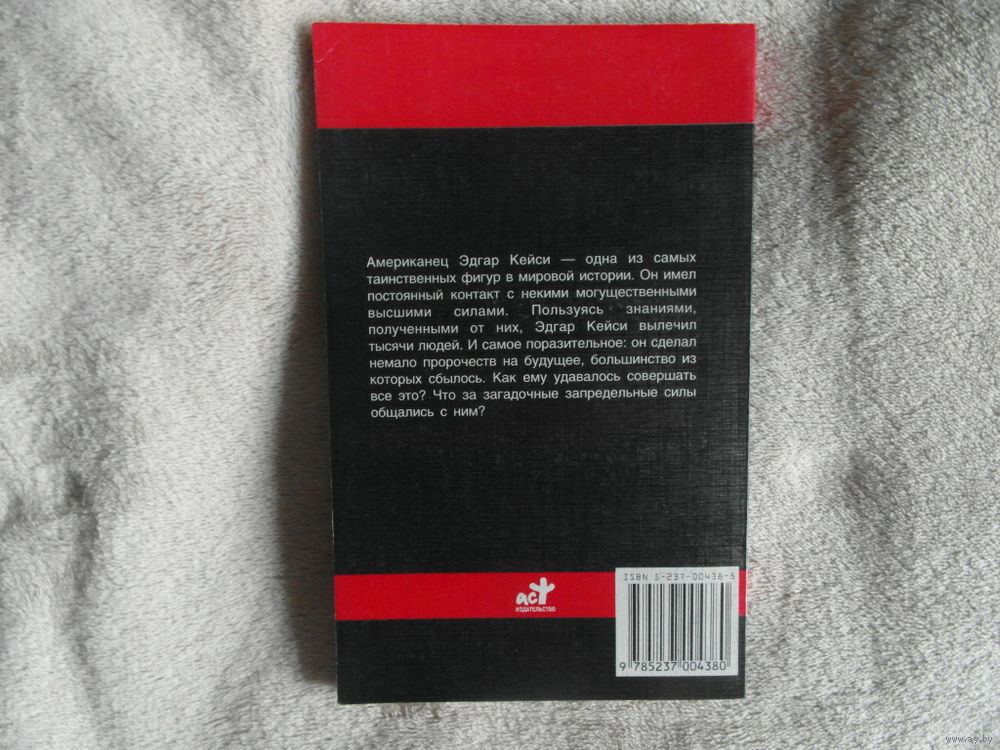 Американец Эдгар Кейси — одна из самых
таинственных фигур в мировой истории. Он имел
постоянный контакт с некими могущественными
высшими силами. Пользуясь знаниями,
полученными от них, Эдгар Кейси вылечил
тысячи людей. И самое поразительное: он сделал
немало пророчеств на будущее, большинство из
которых сбылось. Как ему удавалось совершать
все это? Что за загадочные запредельные силы
общались с ним?
аст
ИЗДАТЕЛЬСТВО
ISBN 5-237-00438-5
9 785237 004380
www.ay.by